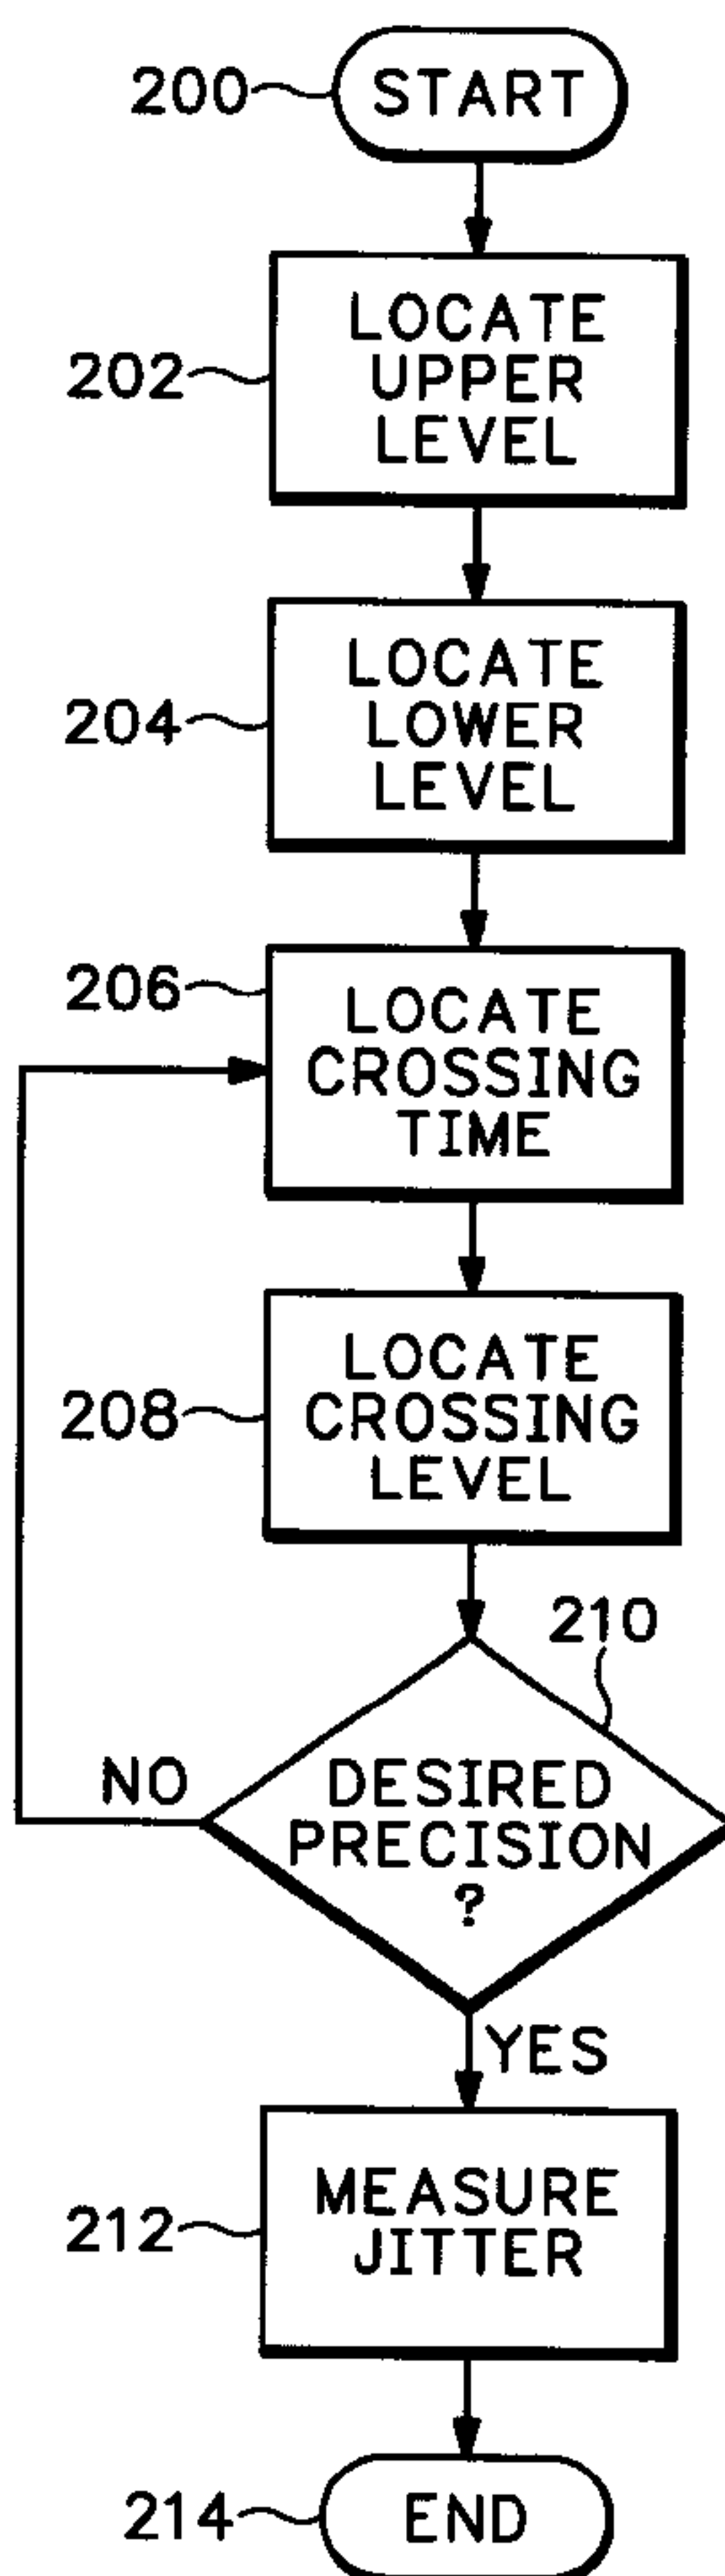 200
START
202
LOCATE
UPPER
LEVEL
204
LOCATE
LOWER
LEVEL
206
LOCATE
CROSSING
TIME
208
LOCATE
CROSSING
LEVEL
210
NO
DESIRED
PRECISION
?
YES
212
MEASURE
JITTER
214
END